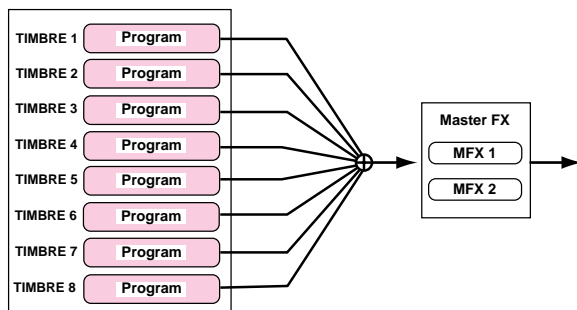 TIMBRE 1 Program
TIMBRE 2 Program
TIMBRE 3 Program
TIMBRE 4 Program
TIMBRE 5 Program
TIMBRE 6 Program
TIMBRE 7 Program
TIMBRE 8 Program
Master FX
MFX 1
MFX 2